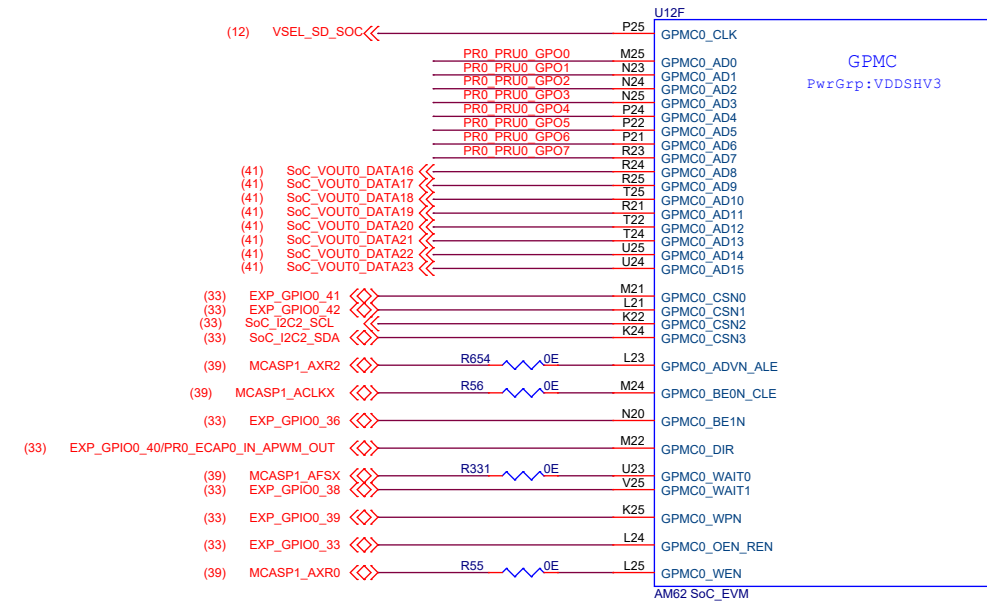 U12F
(12) VSEL_SD_SOC P25 GPMC0_CLK
GPMC
PwrGrp:VDDSHV3
PR0_PRU0_GPO0 M25 GPMC0_AD0
PR0_PRU0_GPO1 N23 GPMC0_AD1
PR0_PRU0_GPO2 N24 GPMC0_AD2
PR0_PRU0_GPO3 N25 GPMC0_AD3
PR0_PRU0_GPO4 P24 GPMC0_AD4
PR0_PRU0_GPO5 P22 GPMC0_AD5
PR0_PRU0_GPO6 P21 GPMC0_AD6
PR0_PRU0_GPO7 R23 GPMC0_AD7
(41) SoC_VOUT0_DATA16 R24 GPMC0_AD8
(41) SoC_VOUT0_DATA17 R25 GPMC0_AD9
(41) SoC_VOUT0_DATA18 T25 GPMC0_AD10
(41) SoC_VOUT0_DATA19 R21 GPMC0_AD11
(41) SoC_VOUT0_DATA20 T22 GPMC0_AD12
(41) SoC_VOUT0_DATA21 T24 GPMC0_AD13
(41) SoC_VOUT0_DATA22 U25 GPMC0_AD14
(41) SoC_VOUT0_DATA23 U24 GPMC0_AD15
(33) EXP_GPIO0_41 M21 GPMC0_CSN0
(33) EXP_GPIO0_42 L21 GPMC0_CSN1
(33) SoC_I2C2_SCL K22 GPMC0_CSN2
(33) SoC_I2C2_SDA K24 GPMC0_CSN3
(39) MCASP1_AXR2 R654 0E L23 GPMC0_ADVN_ALE
(39) MCASP1_ACLKX R56 0E M24 GPMC0_BE0N_CLE
(33) EXP_GPIO0_36 N20 GPMC0_BE1N
(33) EXP_GPIO0_40/PR0_ECAP0_IN_APWM_OUT M22 GPMC0_DIR
(39) MCASP1_AFSX R331 0E U23 GPMC0_WAIT0
(33) EXP_GPIO0_38 V25 GPMC0_WAIT1
(33) EXP_GPIO0_39 K25 GPMC0_WPN
(33) EXP_GPIO0_33 L24 GPMC0_OEN_REN
(39) MCASP1_AXR0 R55 0E L25 GPMC0_WEN
AM62 SoC_EVM